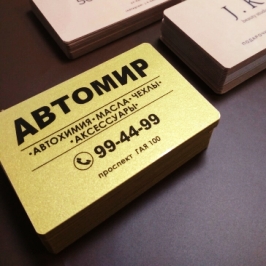 АВТОМИР
·АВТОХИМИЯ·МАСЛА·ЧЕХЛЫ·
·АКСЕССУАРЫ·
99-44-99
проспект ГАЯ 100
J. K